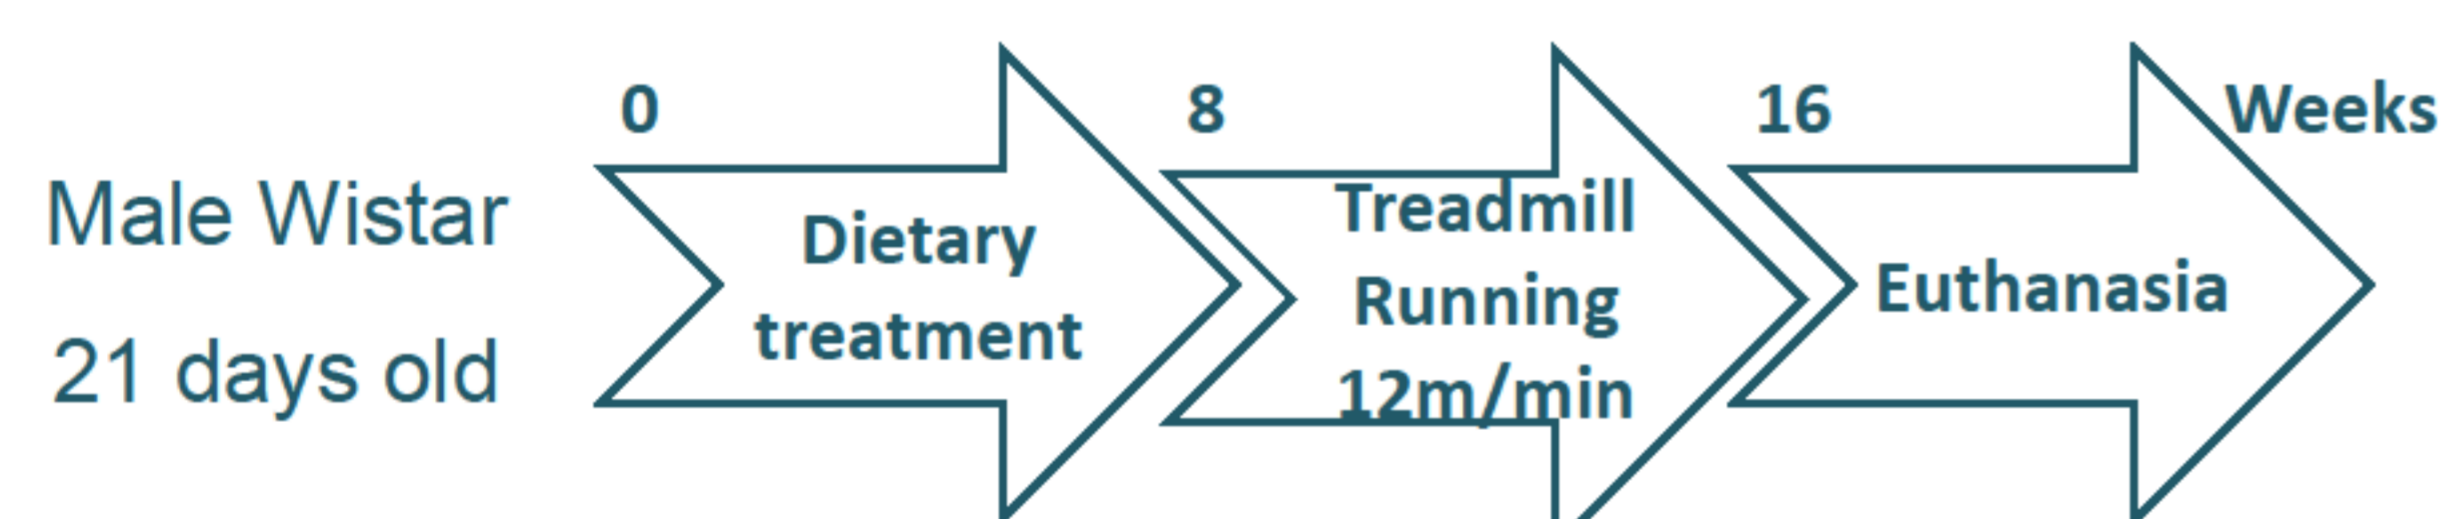 0
8
16
Weeks
Male Wistar
21 days old
Dietary
treatment
Treadmill
Running
12m/min
Euthanasia